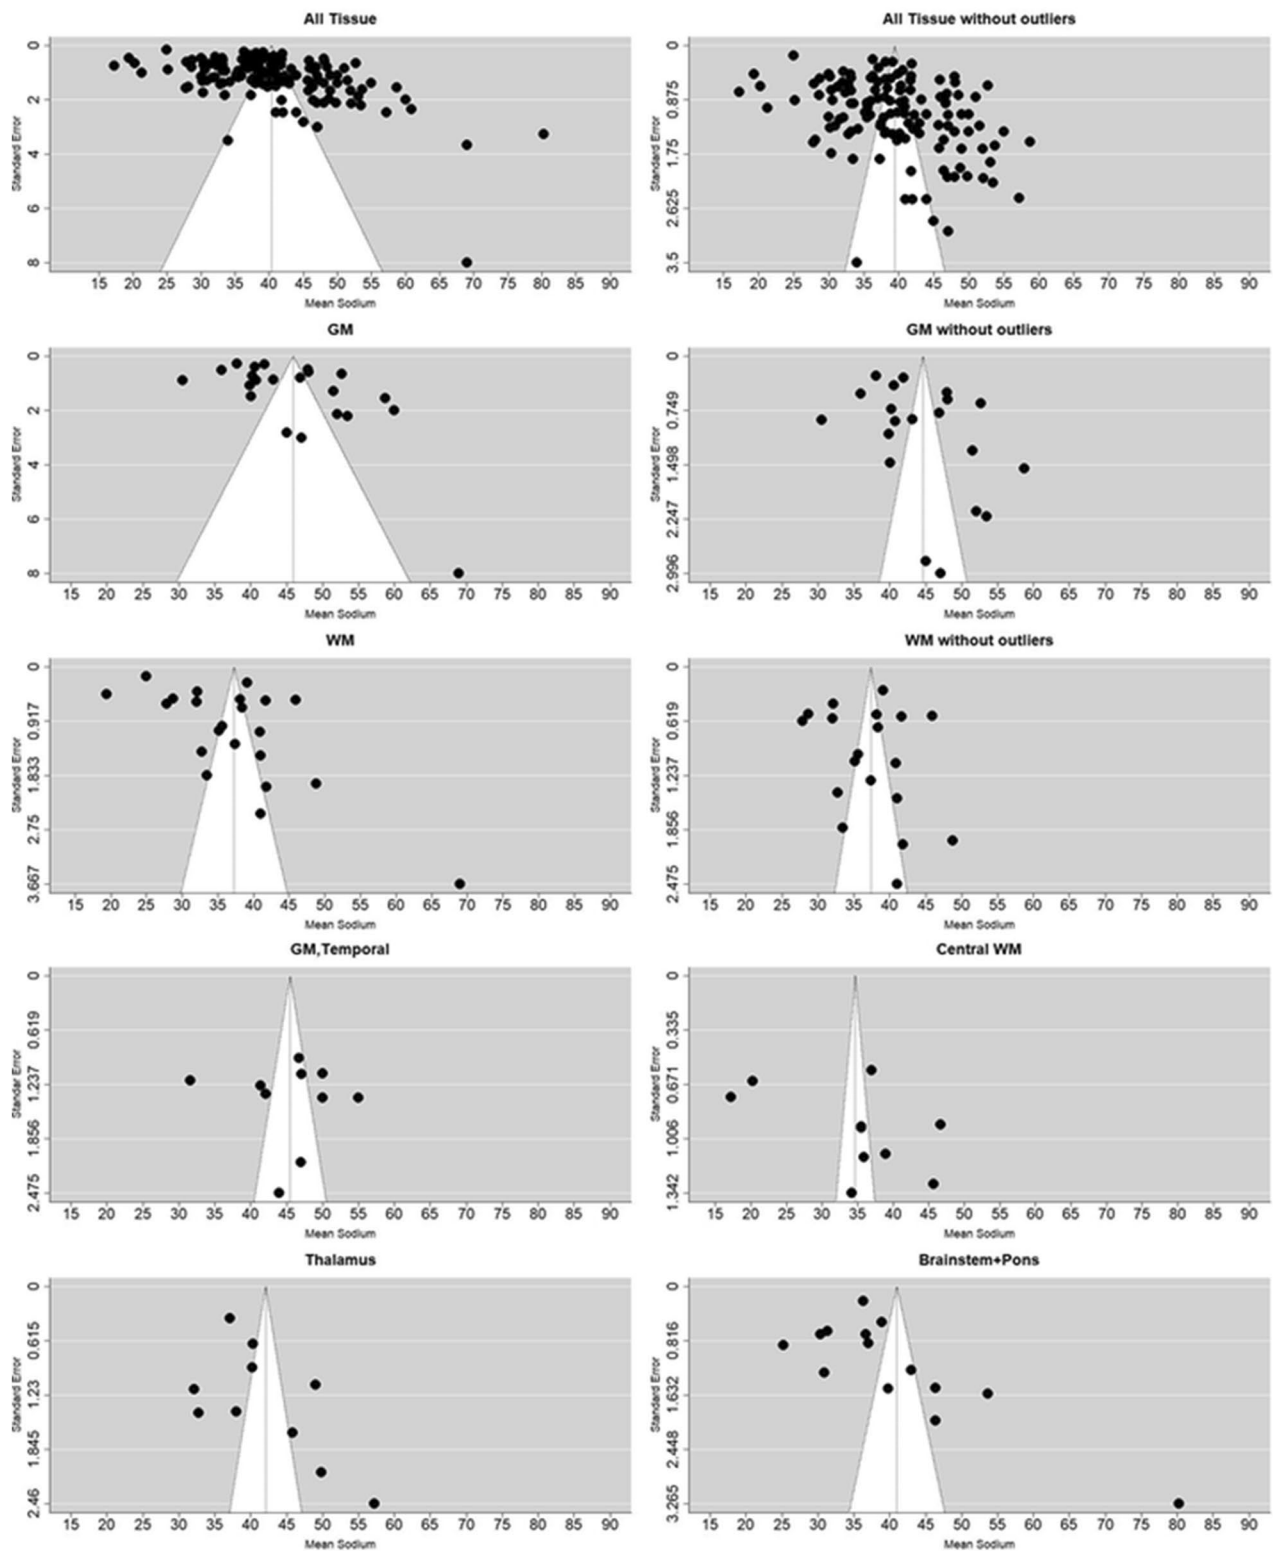 All Tissue
Standard Error
0
2
4
6
8
15 20 25 30 35 40 45 50 55 60 65 70 75 80 85 90
Mean Sodium
All Tissue without outliers
Standard Error
0
0.875
1.75
2.625
3.5
15 20 25 30 35 40 45 50 55 60 65 70 75 80 85 90
Mean Sodium
GM
Standard Error
0
2
4
6
8
15 20 25 30 35 40 45 50 55 60 65 70 75 80 85 90
Mean Sodium
GM without outliers
Standard Error
0
0.749
1.498
2.247
2.996
15 20 25 30 35 40 45 50 55 60 65 70 75 80 85 90
Mean Sodium
WM
Standard Error
0
0.917
1.833
2.75
3.667
15 20 25 30 35 40 45 50 55 60 65 70 75 80 85 90
Mean Sodium
WM without outliers
Standard Error
0
0.619
1.237
1.856
2.475
15 20 25 30 35 40 45 50 55 60 65 70 75 80 85 90
Mean Sodium
GM,Temporal
Standar Error
0
0.619
1.237
1.856
2.475
15 20 25 30 35 40 45 50 55 60 65 70 75 80 85 90
Mean Sodium
Central WM
Standard Error
0
0.335
0.671
1.006
1.342
15 20 25 30 35 40 45 50 55 60 65 70 75 80 85 90
Mean Sodium
Thalamus
Standard Error
0
0.615
1.23
1.845
2.46
15 20 25 30 35 40 45 50 55 60 65 70 75 80 85 90
Mean Sodium
Brainstem+Pons
Standard Error
0
0.816
1.632
2.448
3.265
15 20 25 30 35 40 45 50 55 60 65 70 75 80 85 90
Mean Sodium